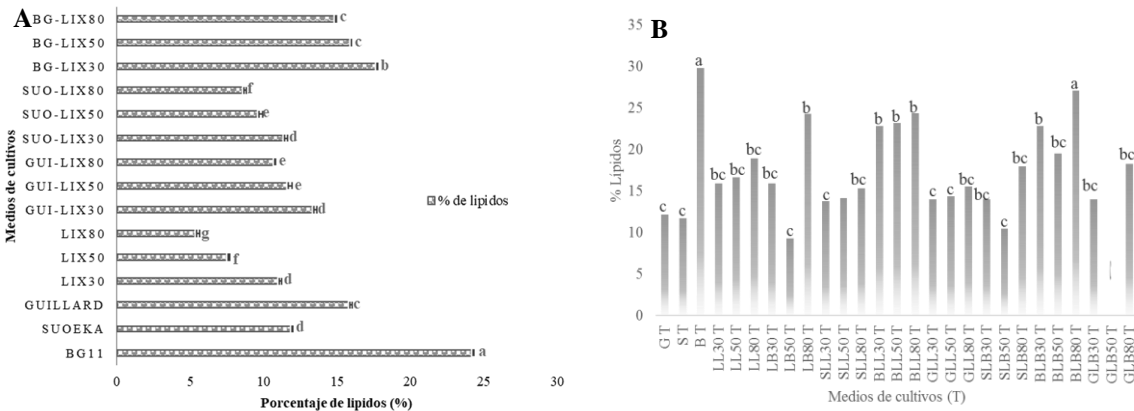 A
Medios de cultivos
BG-LIX80 c
BG-LIX50 c
BG-LIX30 b
SUO-LIX80 f
SUO-LIX50 e
SUO-LIX30 d
GUI-LIX80 e
GUI-LIX50 e
GUI-LIX30 d
LIX80 g
LIX50 f
LIX30 d
GUILLARD c
SUOEKA d
BG11 a
% de lipidos
0 5 10 15 20 25 30
Porcentaje de lipidos (%)
B
% Lípidos
35
30
25
20
15
10
5
0
c c a bc bc bc bc c b c bc b b b c c bc bc c bc b bc a bc bc
G T
S T
B T
LL30 T
LL50 T
LL80 T
LB30 T
LB50 T
LB80 T
SLL30 T
SLL50 T
SLL80 T
BLL30 T
BLL50 T
BLL80 T
GLL30 T
GLL50 T
GLL80 T
SLB30 T
SLB50 T
SLB80 T
BLB30 T
BLB50 T
BLB80 T
GLB30 T
GLB50 T
GLB80 T
Medios de cultivos (T)